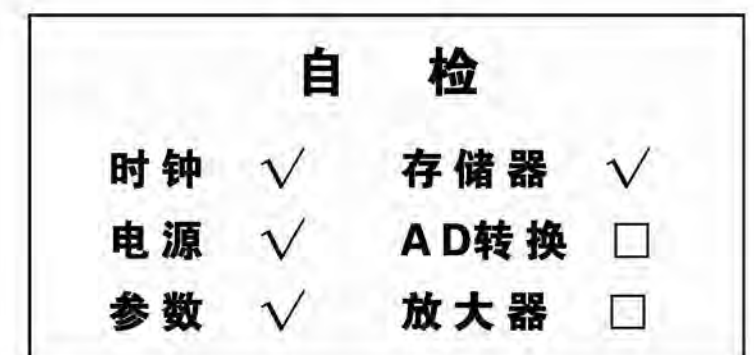 自 检
时钟 √ 存储器 √
电源 √ AD转换 □
参数 √ 放大器 □